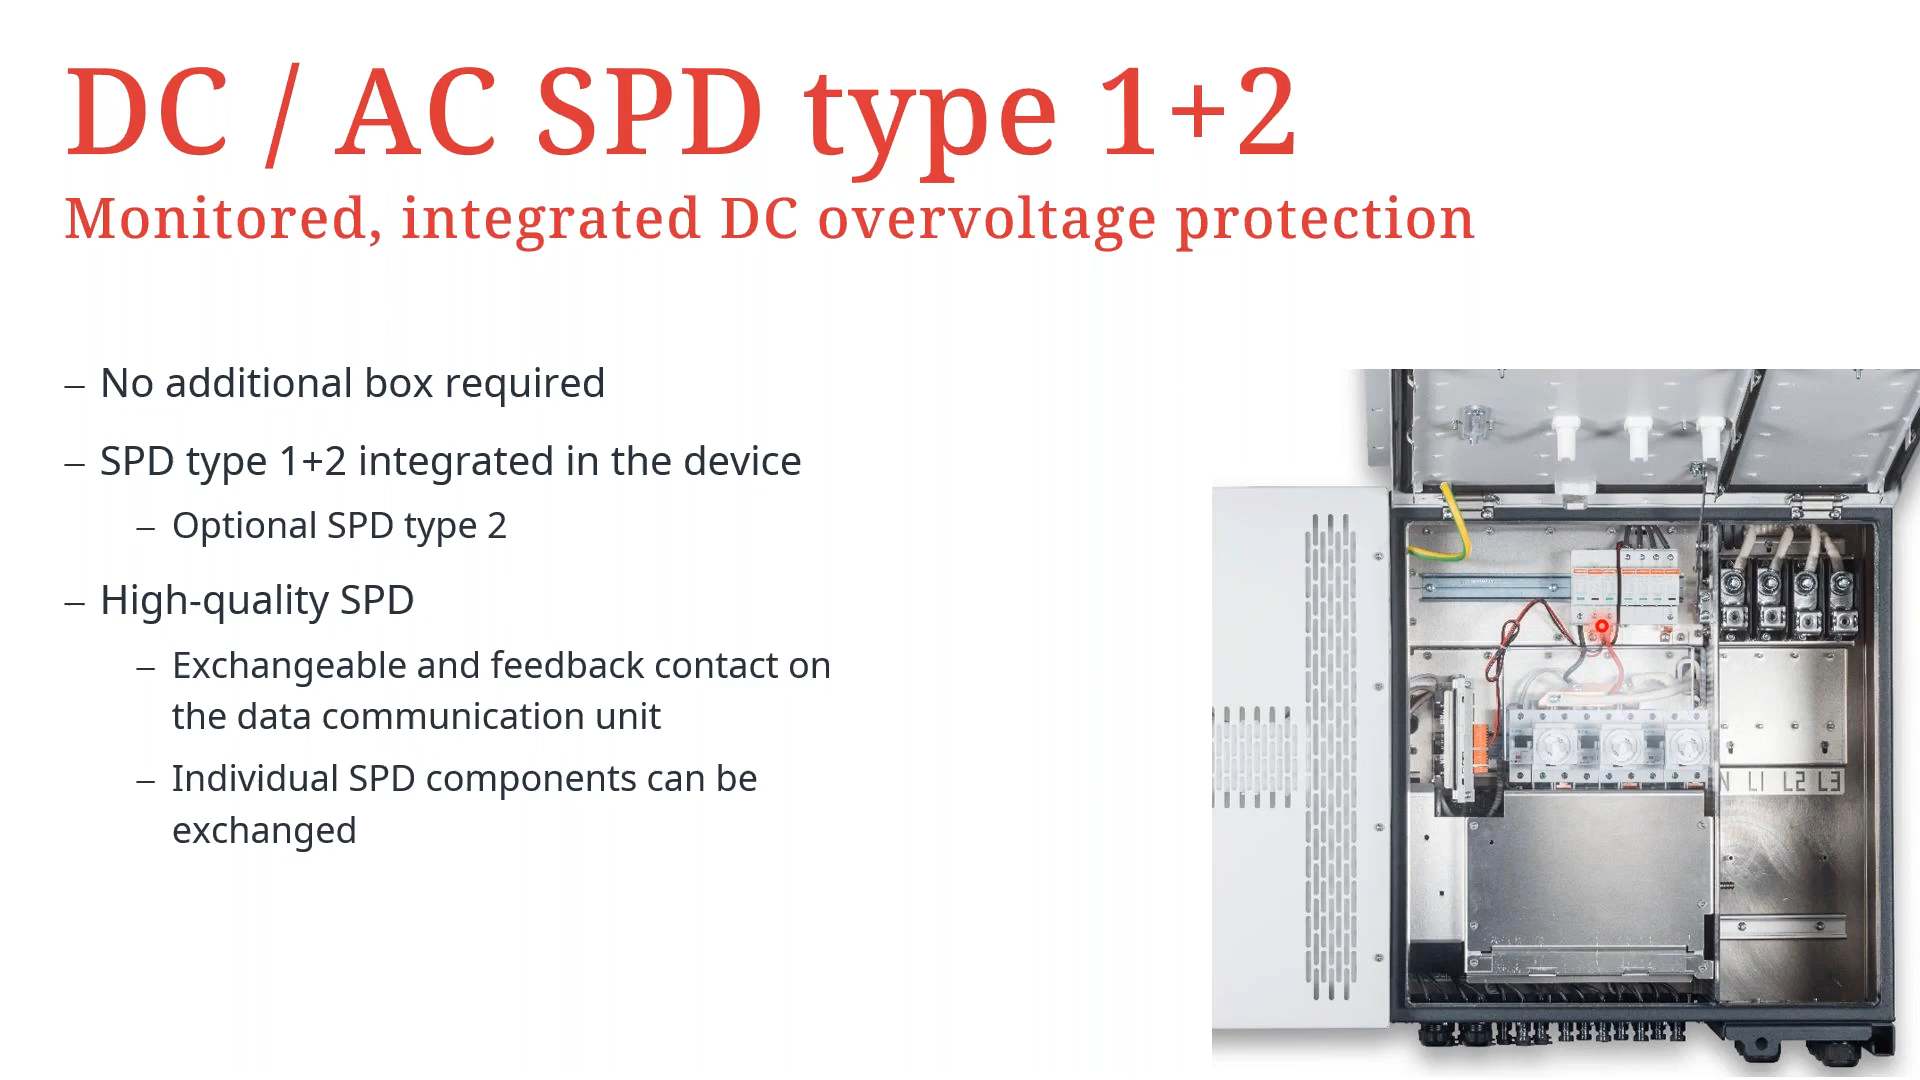 DC / AC SPD type 1+2
Monitored, integrated DC overvoltage protection
– No additional box required
– SPD type 1+2 integrated in the device
– Optional SPD type 2
– High-quality SPD
– Exchangeable and feedback contact on
the data communication unit
– Individual SPD components can be
exchanged
N L1 L2 L3